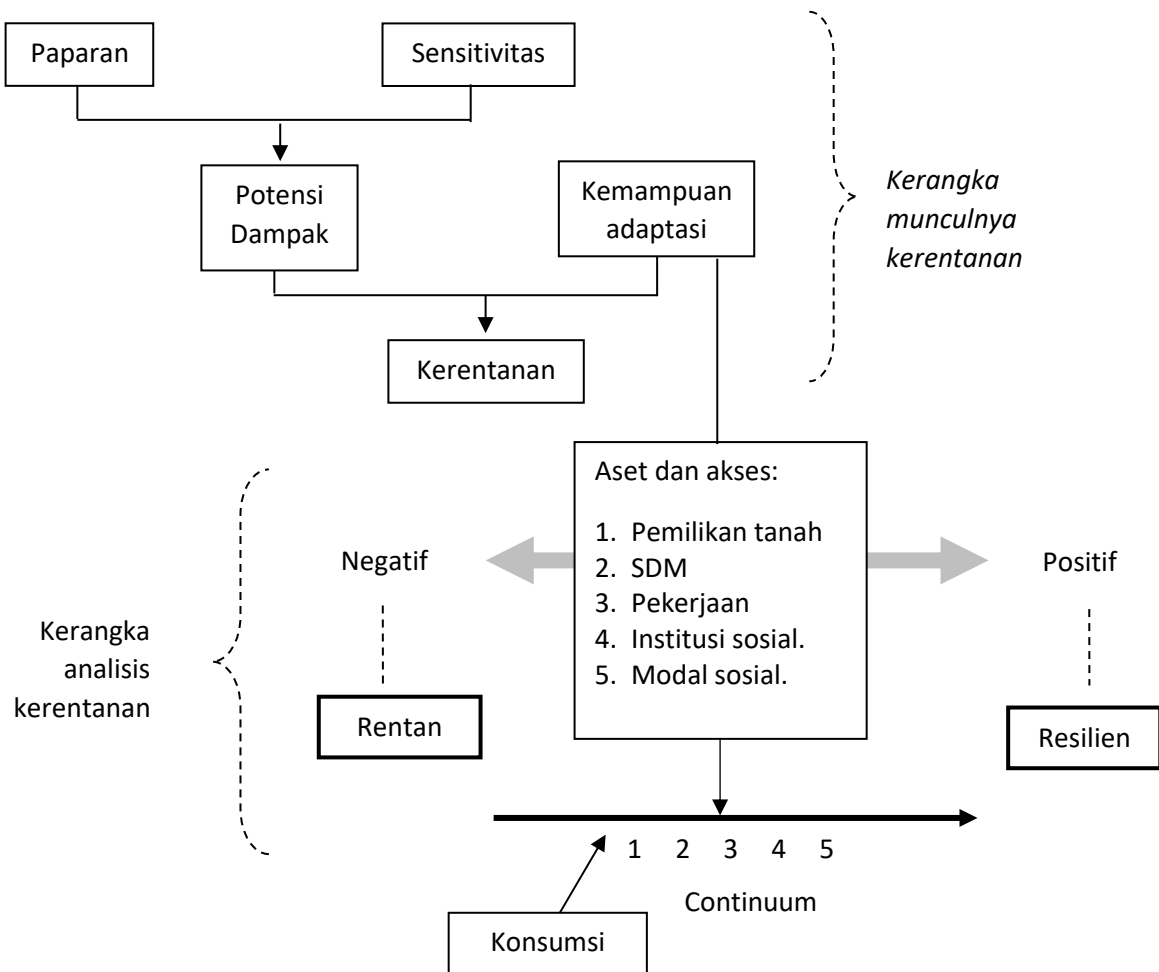 Paparan
Sensitivitas
Potensi
Dampak
Kemampuan
adaptasi
Kerangka
munculnya
kerentanan
Kerentanan
Aset dan akses:
1. Pemilikan tanah
2. SDM
3. Pekerjaan
4. Institusi sosial.
5. Modal sosial.
Negatif
Positif
Kerangka
analisis
kerentanan
Rentan
Resilien
1 2 3 4 5
Continuum
Konsumsi